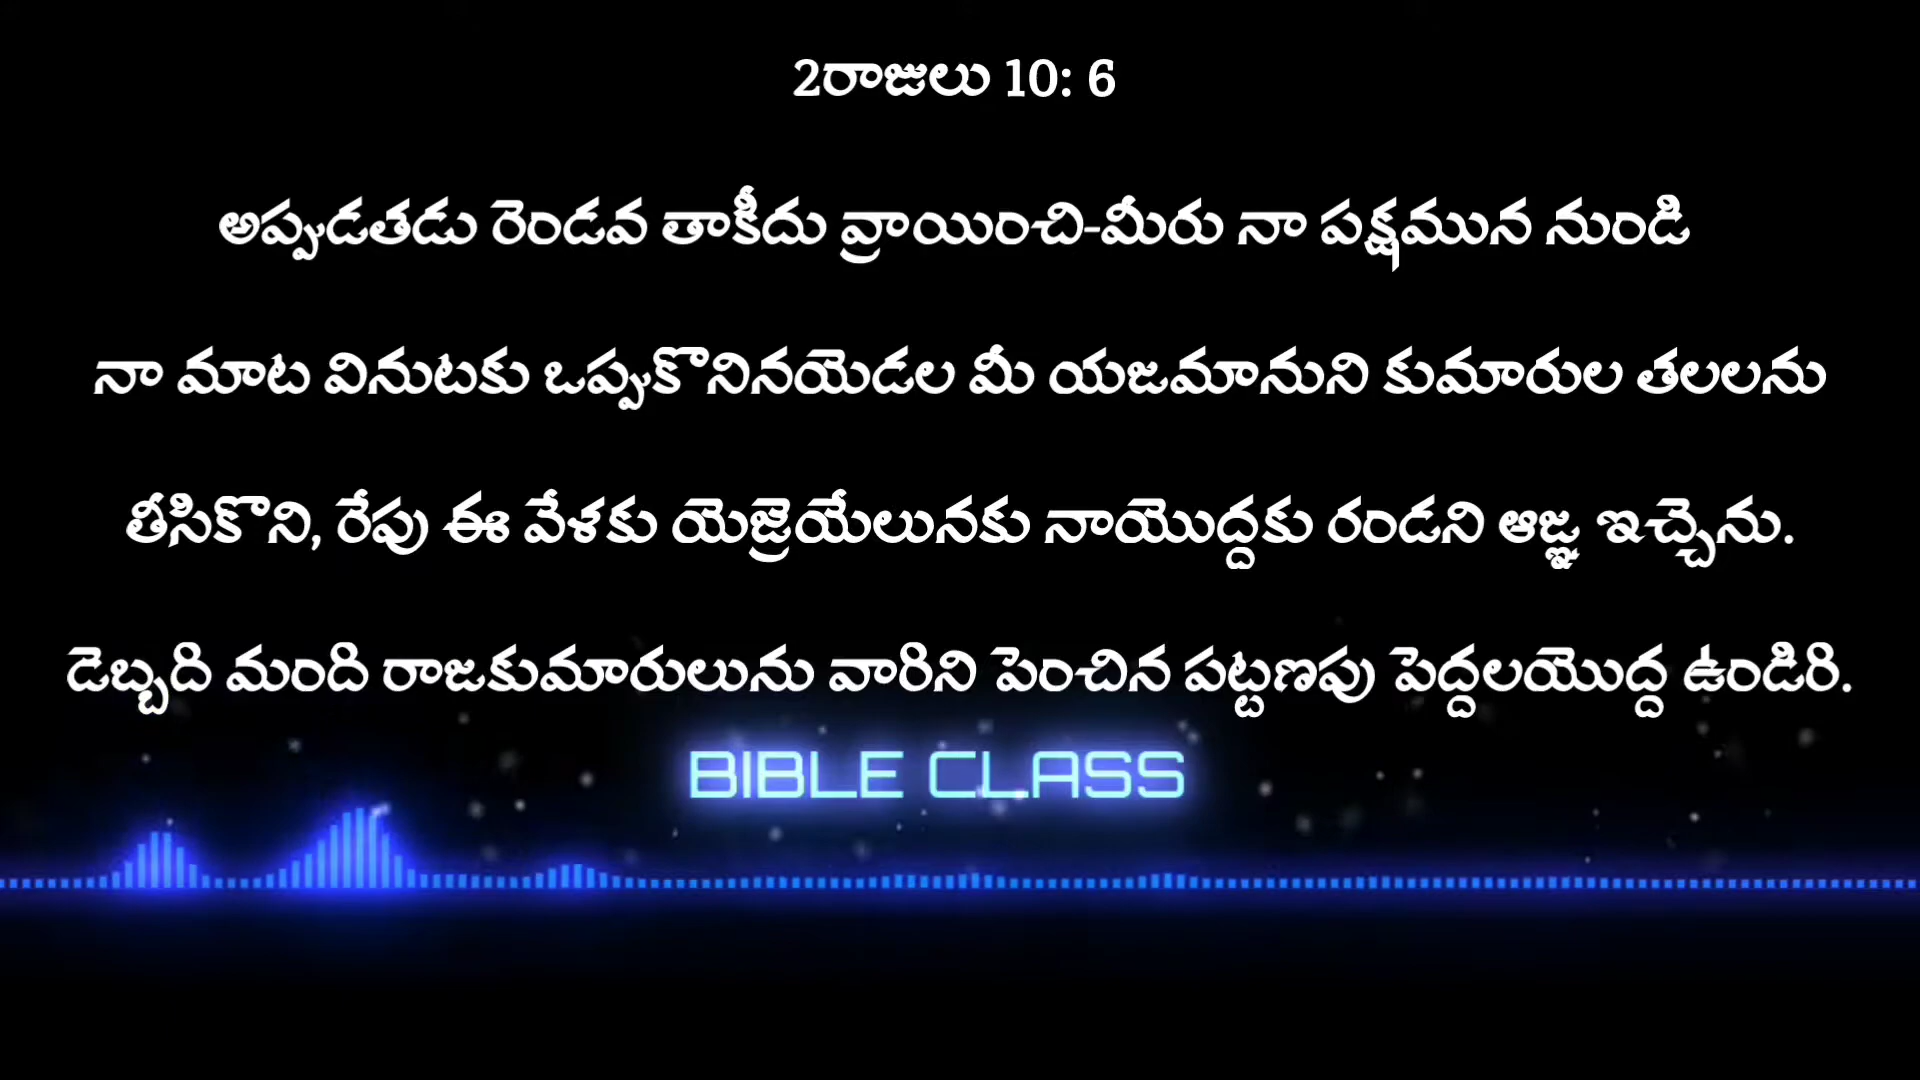 2రాజులు 10: 6
అప్పుడతడు రెండవ తాకీదు వ్రాయించి-మీరు నా పక్షమున నుండి
నా మాట వినుటకు ఒప్పుకొనినయెడల మీ యజమానుని కుమారుల తలలను
తీసికొని, రేపు ఈ వేళకు యెజ్రెయేలునకు నాయొద్దకు రండని ఆజ్ఞ ఇచ్చెను.
డెబ్బది మంది రాజకుమారులును వారిని పెంచిన పట్టణపు పెద్దలయొద్ద ఉండిరి.
BIBLE CLASS